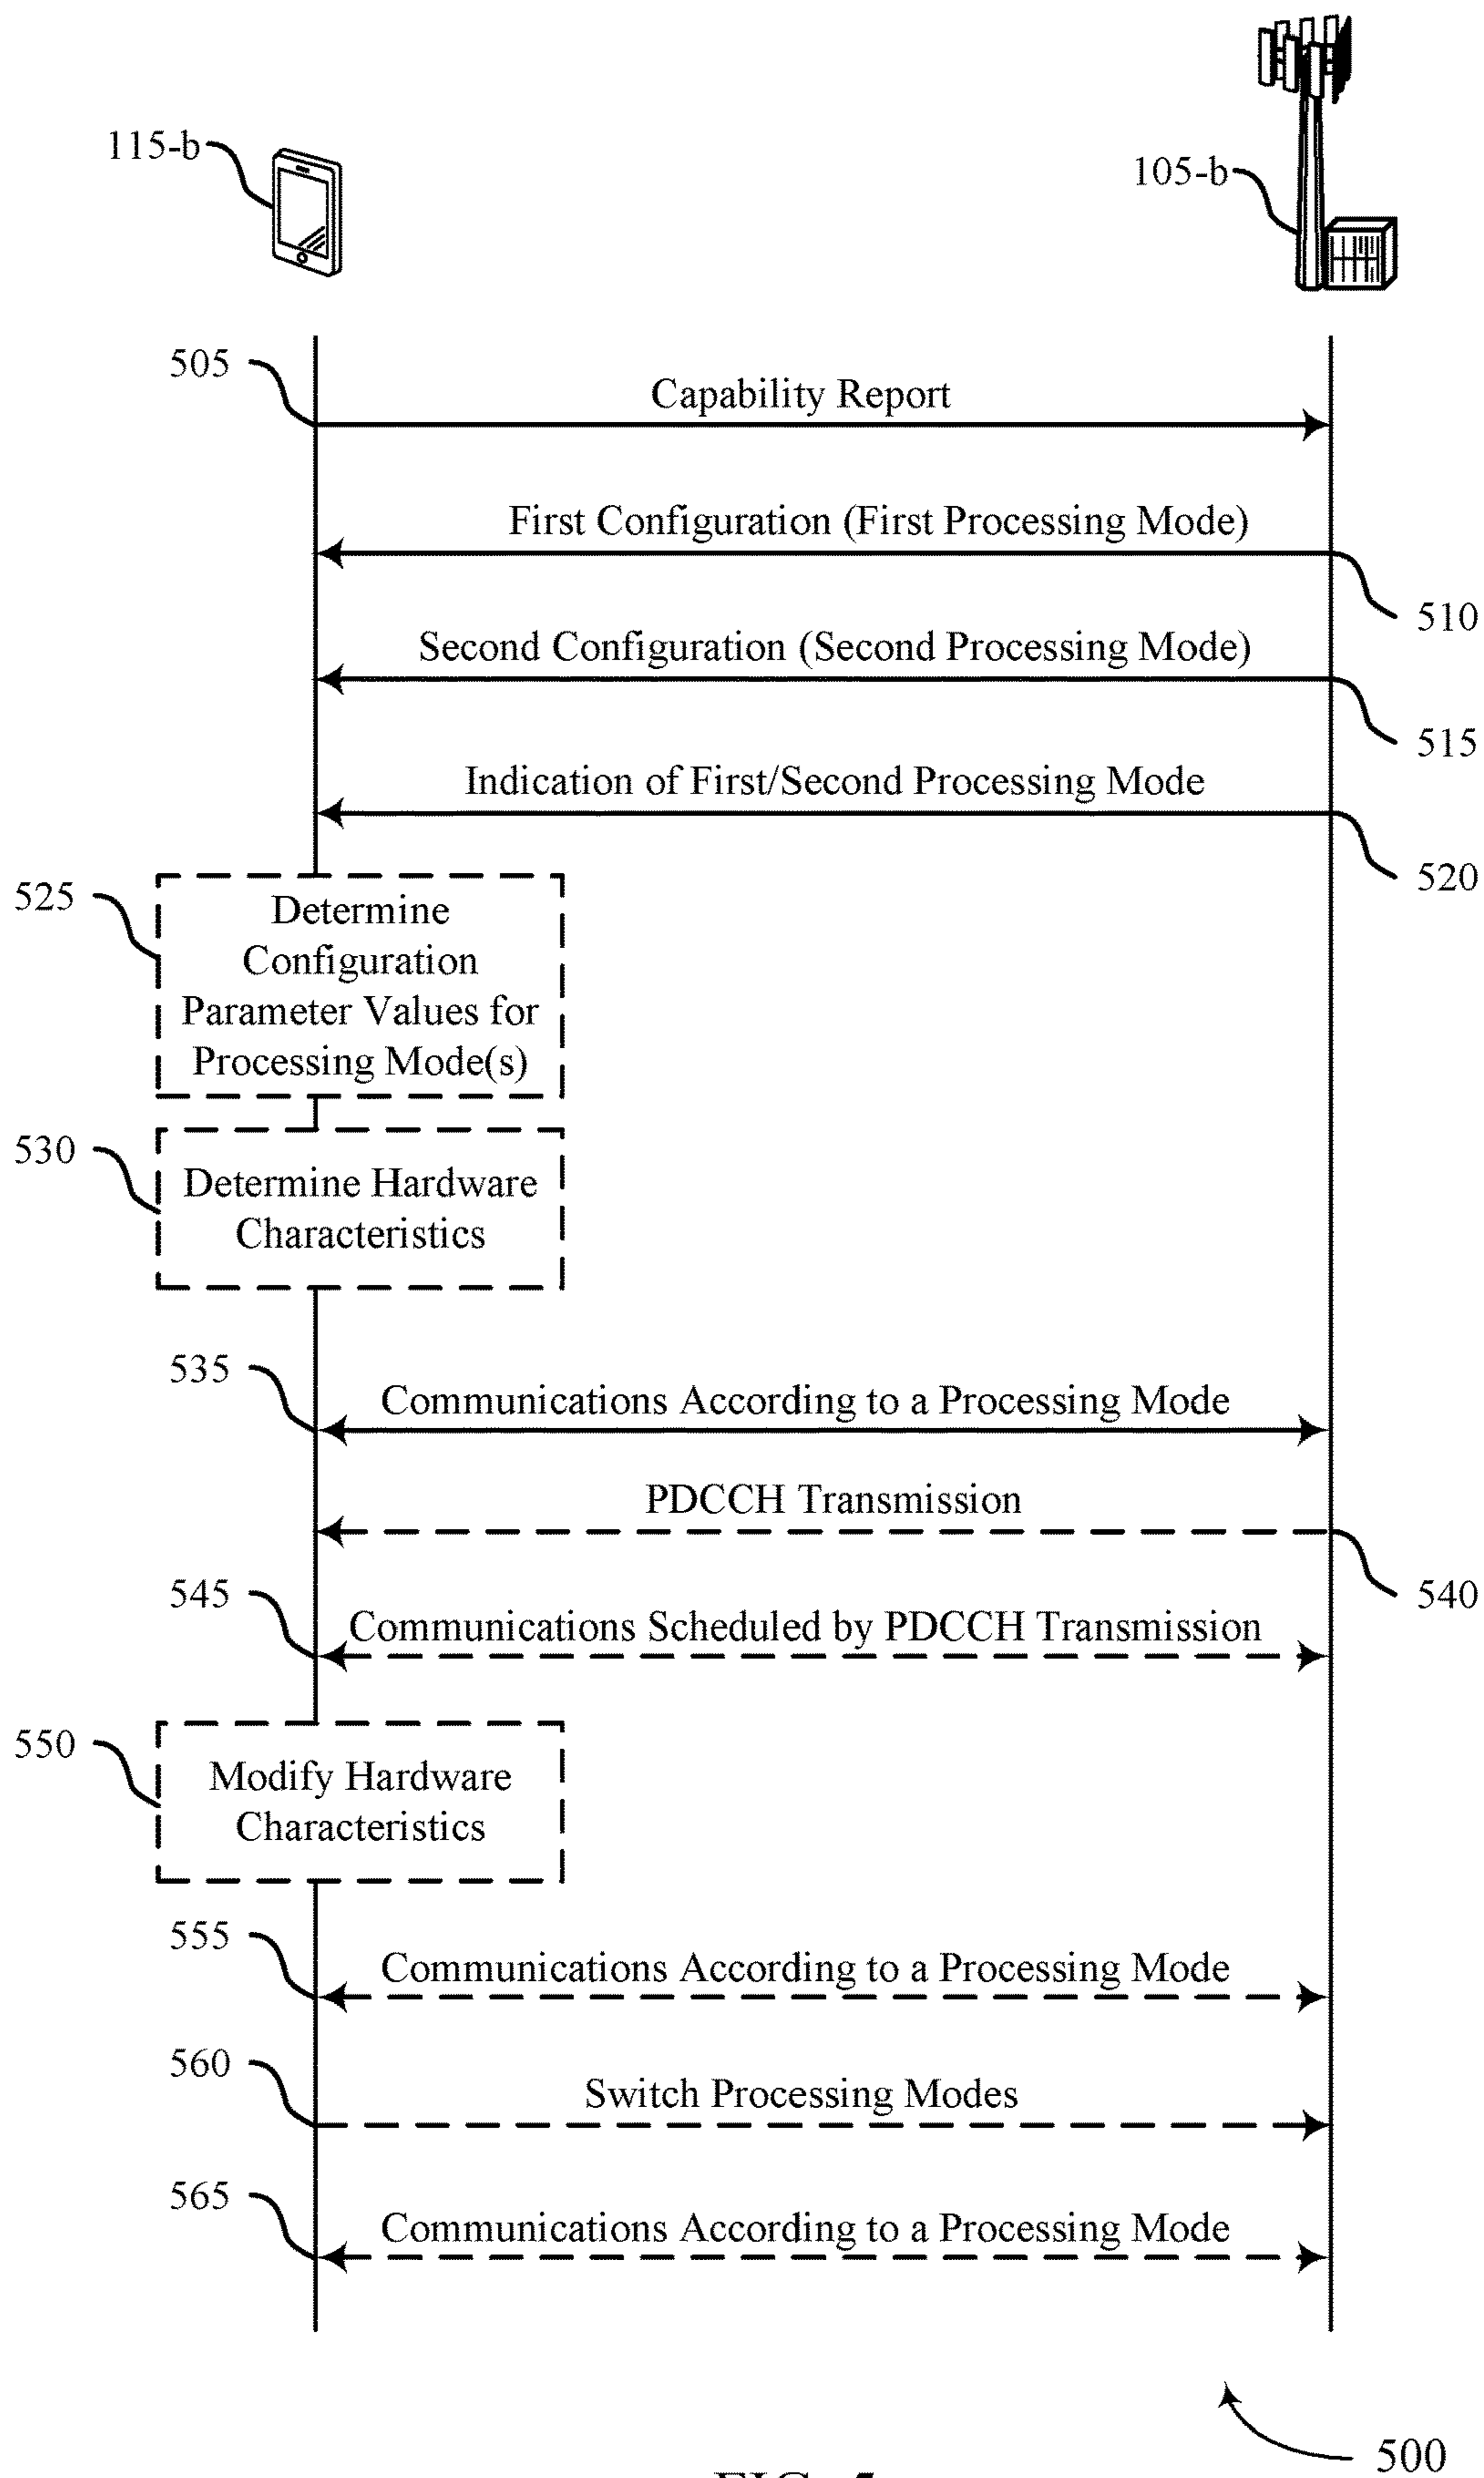 115-b
105-b
505
Capability Report
First Configuration (First Processing Mode)
510
Second Configuration (Second Processing Mode)
515
Indication of First/Second Processing Mode
520
525
Determine
Configuration
Parameter Values for
Processing Mode(s)
530
Determine Hardware
Characteristics
535
Communications According to a Processing Mode
PDCCH Transmission
540
545
Communications Scheduled by PDCCH Transmission
550
Modify Hardware
Characteristics
555
Communications According to a Processing Mode
560
Switch Processing Modes
565
Communications According to a Processing Mode
500